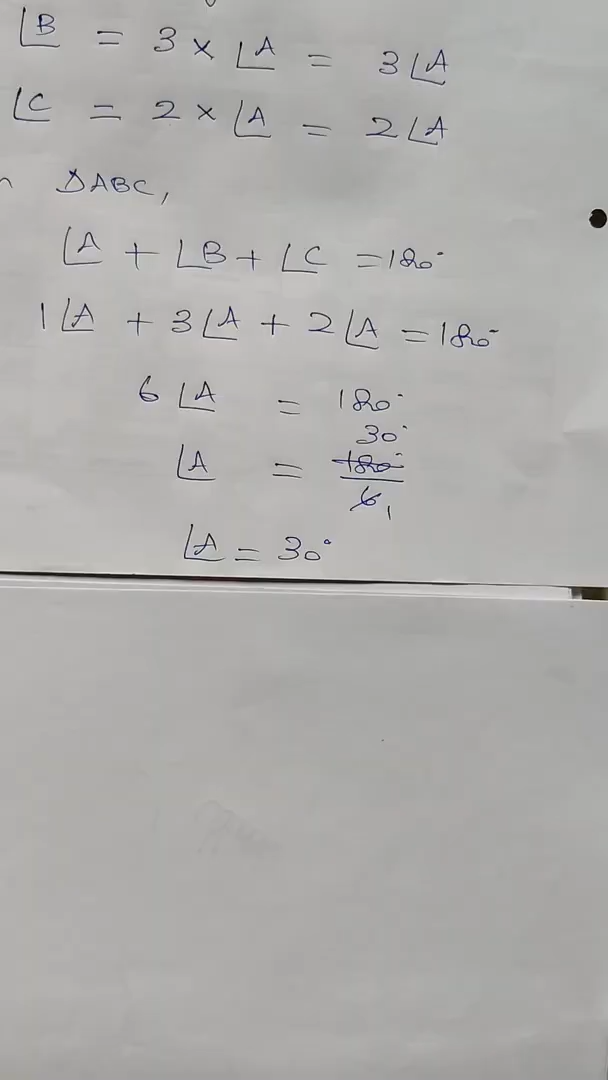 ∠B = 3 × ∠A = 3∠A
∠C = 2 × ∠A = 2∠A
ΔABC,
∠A + ∠B + ∠C = 180°
1∠A + 3∠A + 2∠A = 180°
6 ∠A = 180°
30°
∠A = 180°/6 1
∠A = 30°